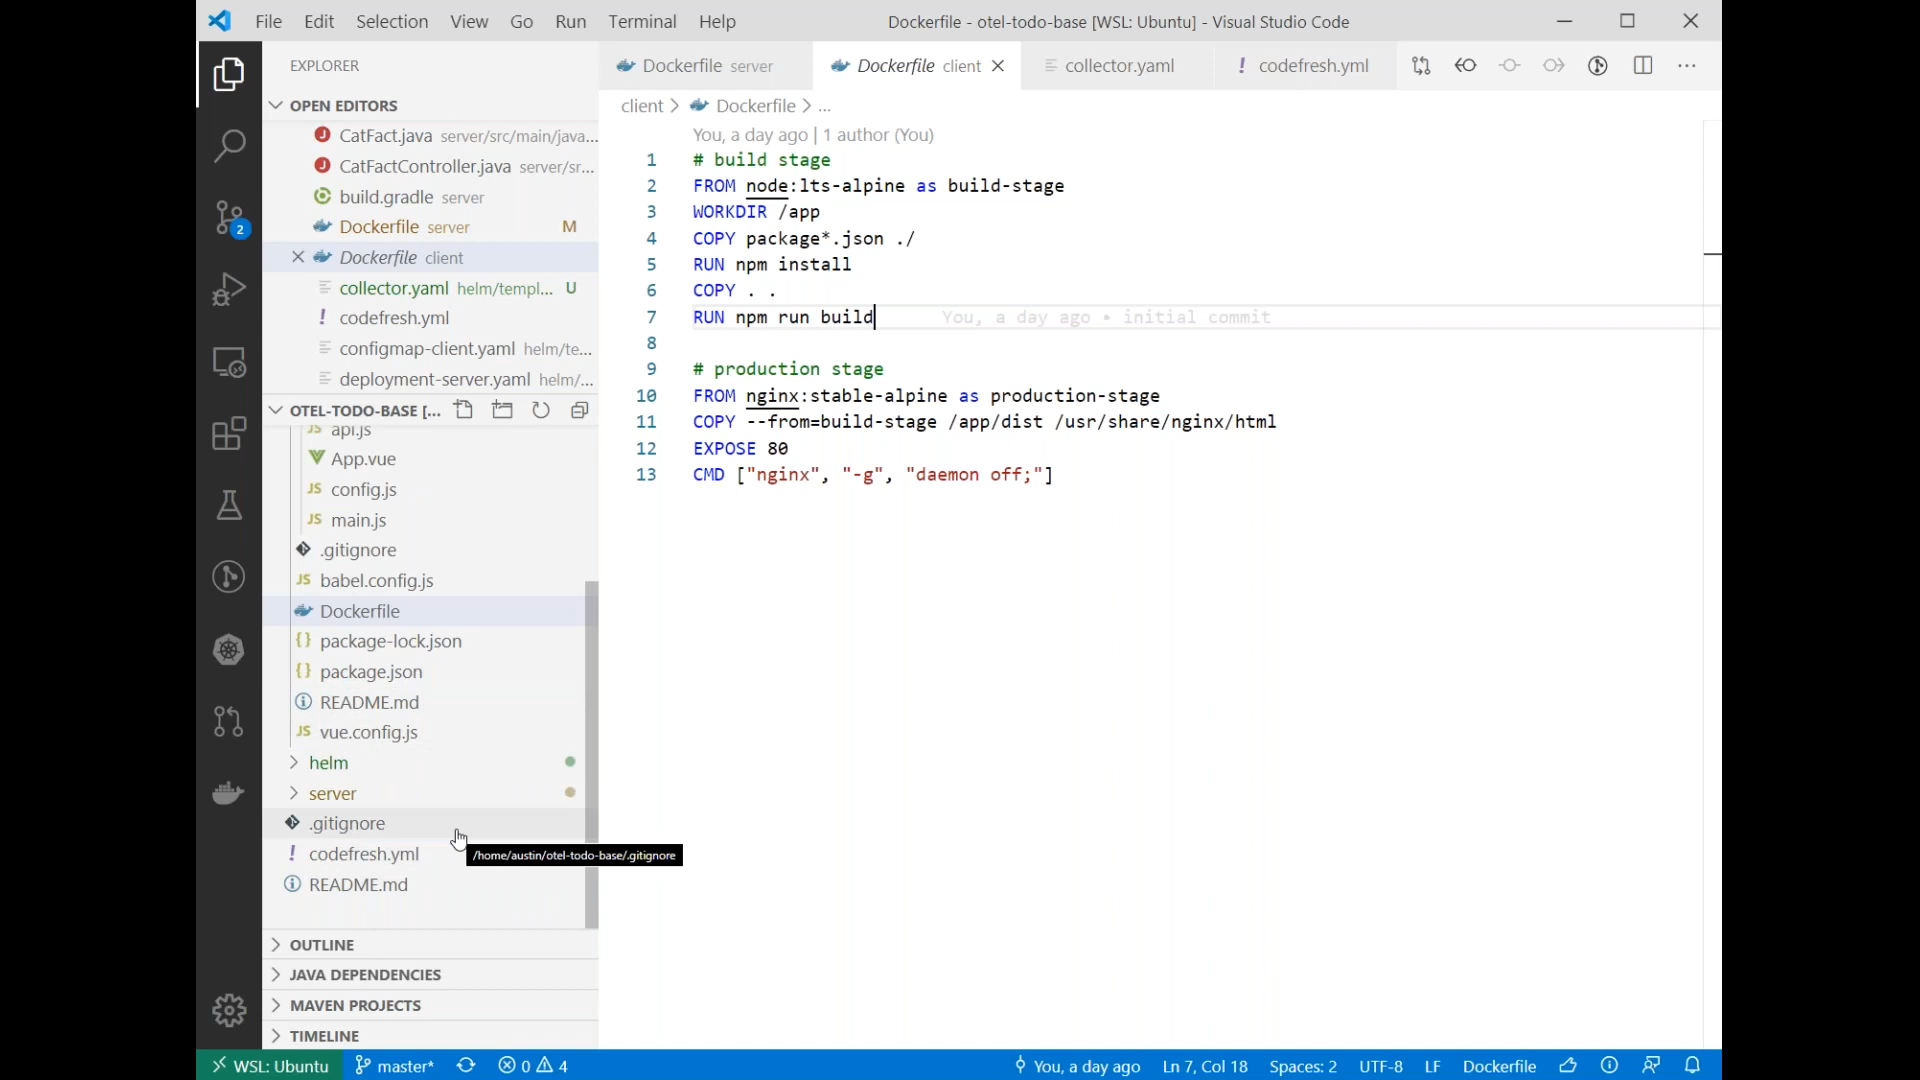 File Edit Selection View Go Run Terminal Help
Dockerfile - otel-todo-base [WSL: Ubuntu] - Visual Studio Code
EXPLORER
Dockerfile server
Dockerfile client
collector.yaml
! codefresh.yml
OPEN EDITORS
CatFact.java server/src/main/java...
CatFactController.java server/sr...
build.gradle server
Dockerfile server M
Dockerfile client
collector.yaml helm/templ... U
! codefresh.yml
configmap-client.yaml helm/te...
deployment-server.yaml helm/...
OTEL-TODO-BASE [...
JS api.js
App.vue
JS config.js
JS main.js
.gitignore
JS babel.config.js
Dockerfile
{} package-lock.json
{} package.json
README.md
JS vue.config.js
helm
server
.gitignore
! codefresh.yml
README.md
/home/austin/otel-todo-base/.gitignore
OUTLINE
JAVA DEPENDENCIES
MAVEN PROJECTS
TIMELINE
2
client > Dockerfile > ...
You, a day ago | 1 author (You)
1 # build stage
2 FROM node:lts-alpine as build-stage
3 WORKDIR /app
4 COPY package*.json ./
5 RUN npm install
6 COPY . .
7 RUN npm run build You, a day ago • initial commit
8
9 # production stage
10 FROM nginx:stable-alpine as production-stage
11 COPY --from=build-stage /app/dist /usr/share/nginx/html
12 EXPOSE 80
13 CMD ["nginx", "-g", "daemon off;"]
WSL: Ubuntu master* 0 4 You, a day ago Ln 7, Col 18 Spaces: 2 UTF-8 LF Dockerfile